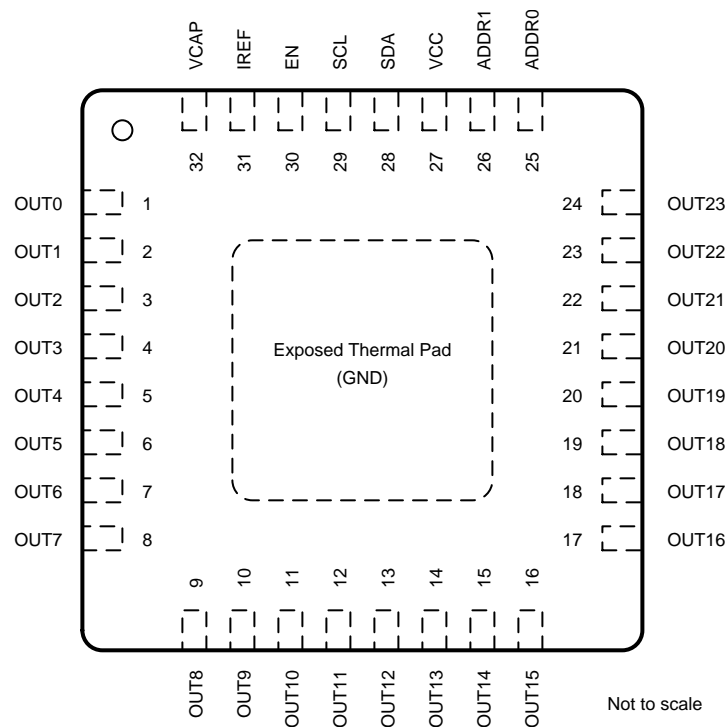 VCAP
IREF
EN
SCL
SDA
VCC
ADDR1
ADDR0
32
31
30
29
28
27
26
25
OUT0 1
OUT1 2
OUT2 3
OUT3 4
OUT4 5
OUT5 6
OUT6 7
OUT7 8
24 OUT23
23 OUT22
22 OUT21
21 OUT20
20 OUT19
19 OUT18
18 OUT17
17 OUT16
Exposed Thermal Pad
(GND)
9
10
11
12
13
14
15
16
OUT8
OUT9
OUT10
OUT11
OUT12
OUT13
OUT14
OUT15
Not to scale